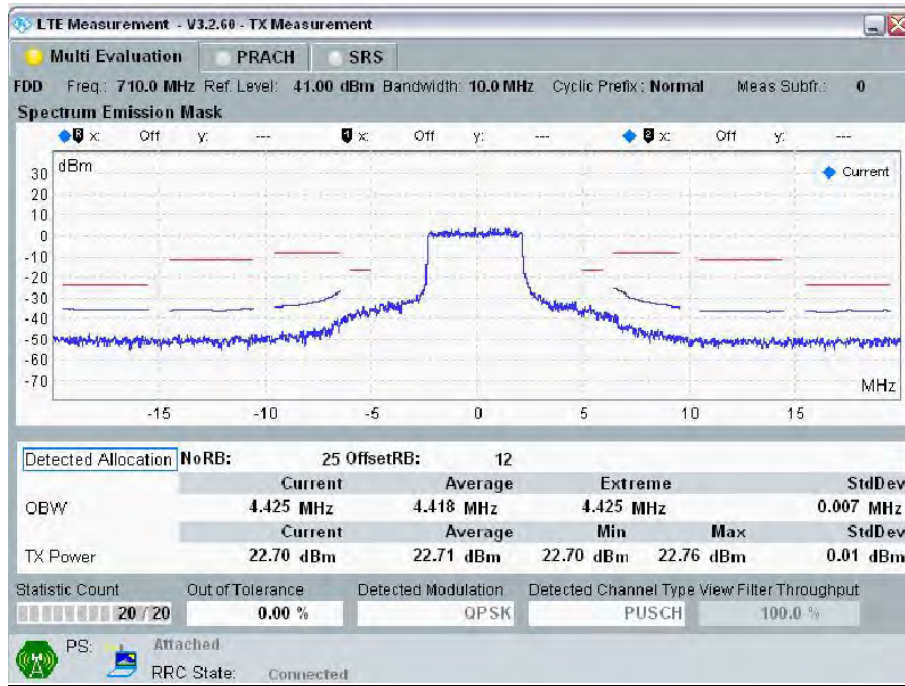 LTE Measurement - V3.2.60 - TX Measurement
Multi Evaluation PRACH SRS
FDD Freq.: 710.0 MHz Ref. Level: 41.00 dBm Bandwidth: 10.0 MHz Cyclic Prefix: Normal Meas Subfr.: 0
Spectrum Emission Mask
R x: Off y: --- 1 x: Off y: --- 2 x: Off y: ---
dBm
Current
30
20
10
0
-10
-20
-30
-40
-50
-60
-70
MHz
-15 -10 -5 0 5 10 15
Detected Allocation NoRB: 25 OffsetRB: 12
Current Average Extreme StdDev
OBW 4.425 MHz 4.418 MHz 4.425 MHz 0.007 MHz
Current Average Min Max StdDev
TX Power 22.70 dBm 22.71 dBm 22.70 dBm 22.76 dBm 0.01 dBm
Statistic Count Out of Tolerance Detected Modulation Detected Channel Type View Filter Throughput
20 / 20 0.00 % QPSK PUSCH 100.0 %
PS: Attached
RRC State: Connected